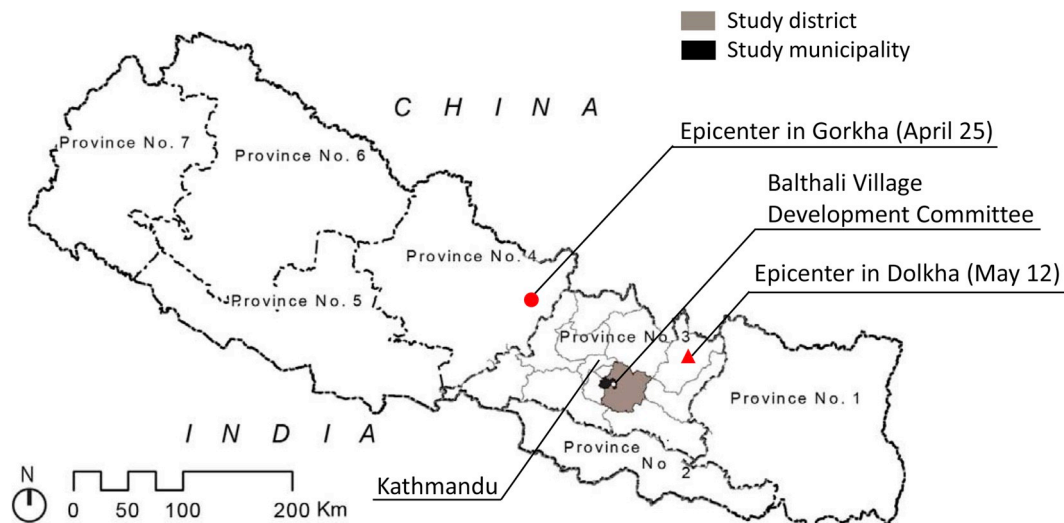 Study district
Study municipality
C H I N A
Epicenter in Gorkha (April 25)
Province No. 7
Province No. 6
Balthali Village
Development Committee
Province No. 4
Epicenter in Dolkha (May 12)
Province No. 5
Province No. 3
Province No. 1
I N D I A
Province
No 2
N
Kathmandu
0 50 100 200 Km